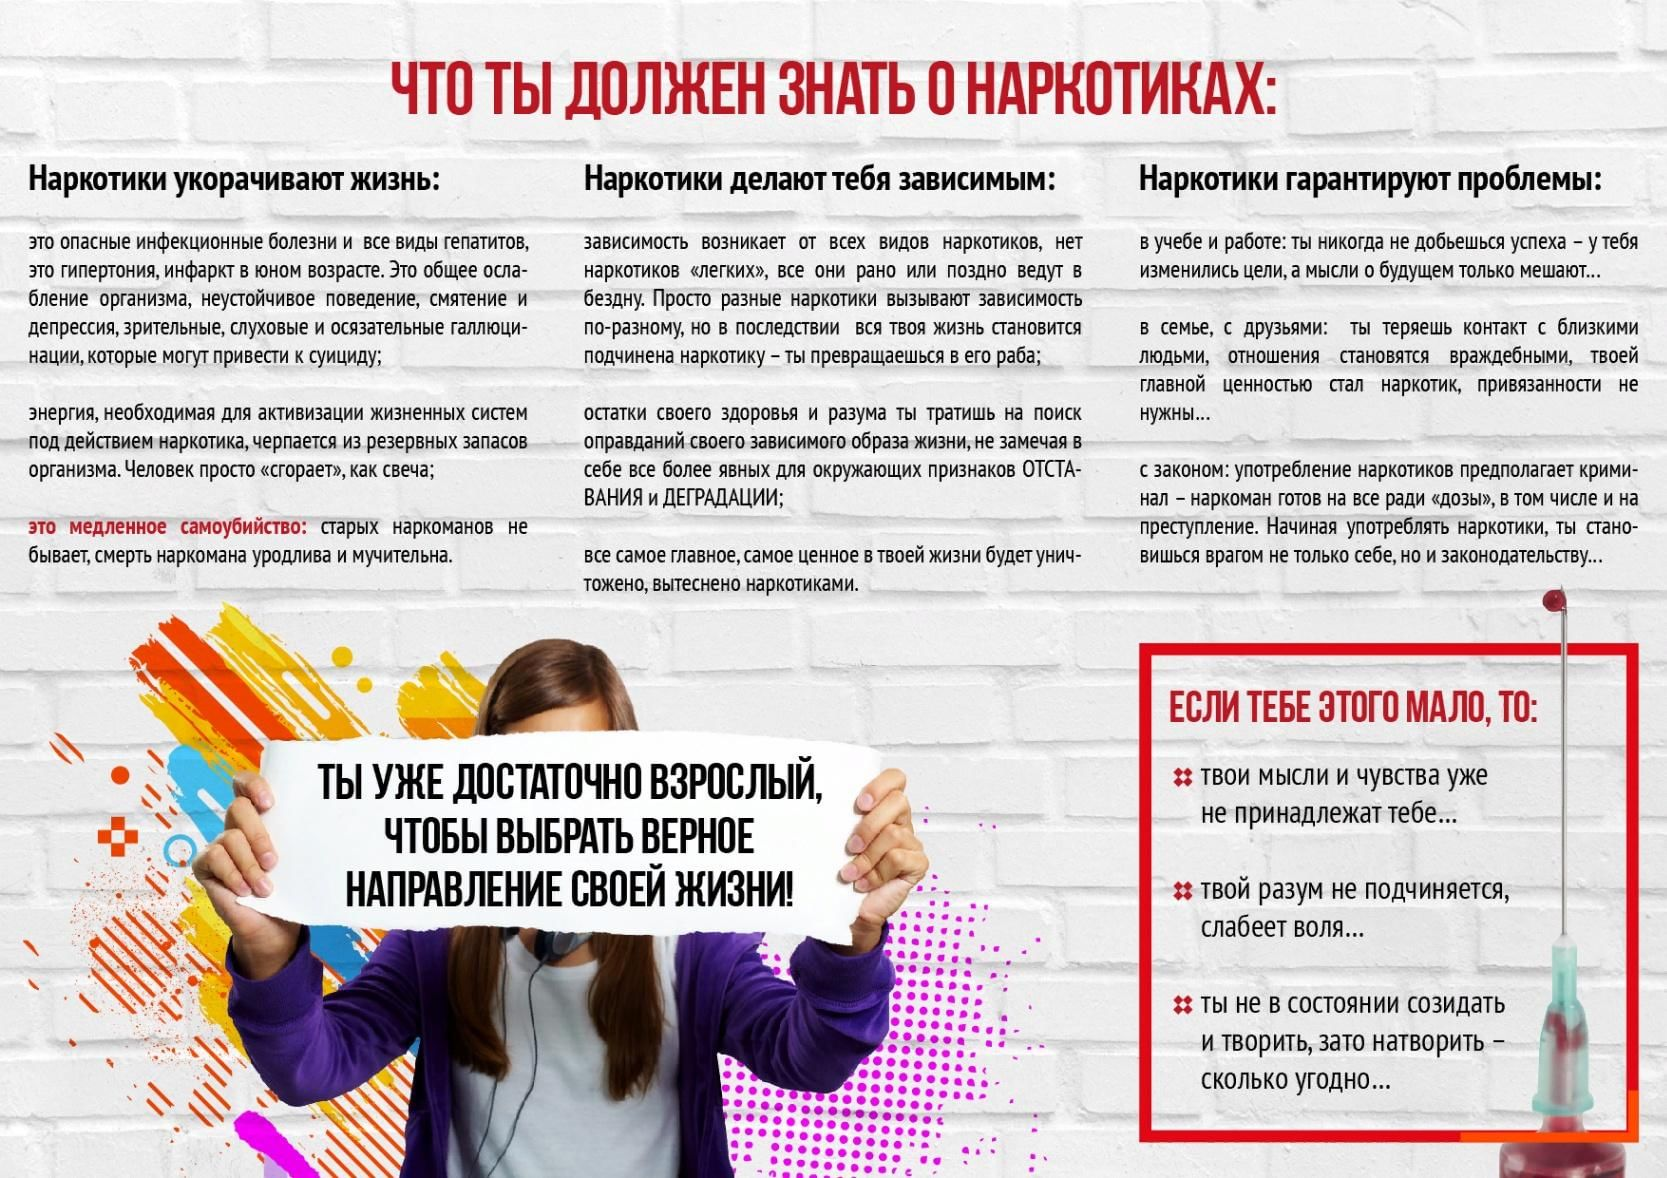 ЧТО ТЫ ДОЛЖЕН ЗНАТЬ О НАРКОТИКАХ:
Наркотики укорачивают жизнь:
это опасные инфекционные болезни и все виды гепатитов,
это гипертония, инфаркт в юном возрасте. Это общее осла-
бление организма, неустойчивое поведение, смятение и
депрессия, зрительные, слуховые и осязательные галлюци-
нации, которые могут привести к суициду;
энергия, необходимая для активизации жизненных систем
под действием наркотика, черпается из резервных запасов
организма. Человек просто «сгорает», как свеча;
это медленное самоубийство: старых наркоманов не
бывает, смерть наркомана уродлива и мучительна.
Наркотики делают тебя зависимым:
зависимость возникает от всех видов наркотиков, нет
наркотиков «легких», все они рано или поздно ведут в
бездну. Просто разные наркотики вызывают зависимость
по-разному, но в последствии вся твоя жизнь становится
подчинена наркотику – ты превращаешься в его раба;
остатки своего здоровья и разума ты тратишь на поиск
оправданий своего зависимого образа жизни, не замечая в
себе все более явных для окружающих признаков ОТСТА-
ВАНИЯ и ДЕГРАДАЦИИ;
все самое главное, самое ценное в твоей жизни будет унич-
тожено, вытеснено наркотиками.
Наркотики гарантируют проблемы:
в учебе и работе: ты никогда не добьешься успеха – у тебя
изменились цели, а мысли о будущем только мешают...
в семье, с друзьями: ты теряешь контакт с близкими
людьми, отношения становятся враждебными, твоей
главной ценностью стал наркотик, привязанности не
нужны...
с законом: употребление наркотиков предполагает крими-
нал – наркоман готов на все ради «дозы», в том числе и на
преступление. Начиная употреблять наркотики, ты стано-
вишься врагом не только себе, но и законодательству...
ТЫ УЖЕ ДОСТАТОЧНО ВЗРОСЛЫЙ,
ЧТОБЫ ВЫБРАТЬ ВЕРНОЕ
НАПРАВЛЕНИЕ СВОЕЙ ЖИЗНИ!
ЕСЛИ ТЕБЕ ЭТОГО МАЛО, ТО:
твои мысли и чувства уже
не принадлежат тебе...
твой разум не подчиняется,
слабеет воля...
ты не в состоянии созидать
и творить, зато натворить –
сколько угодно...